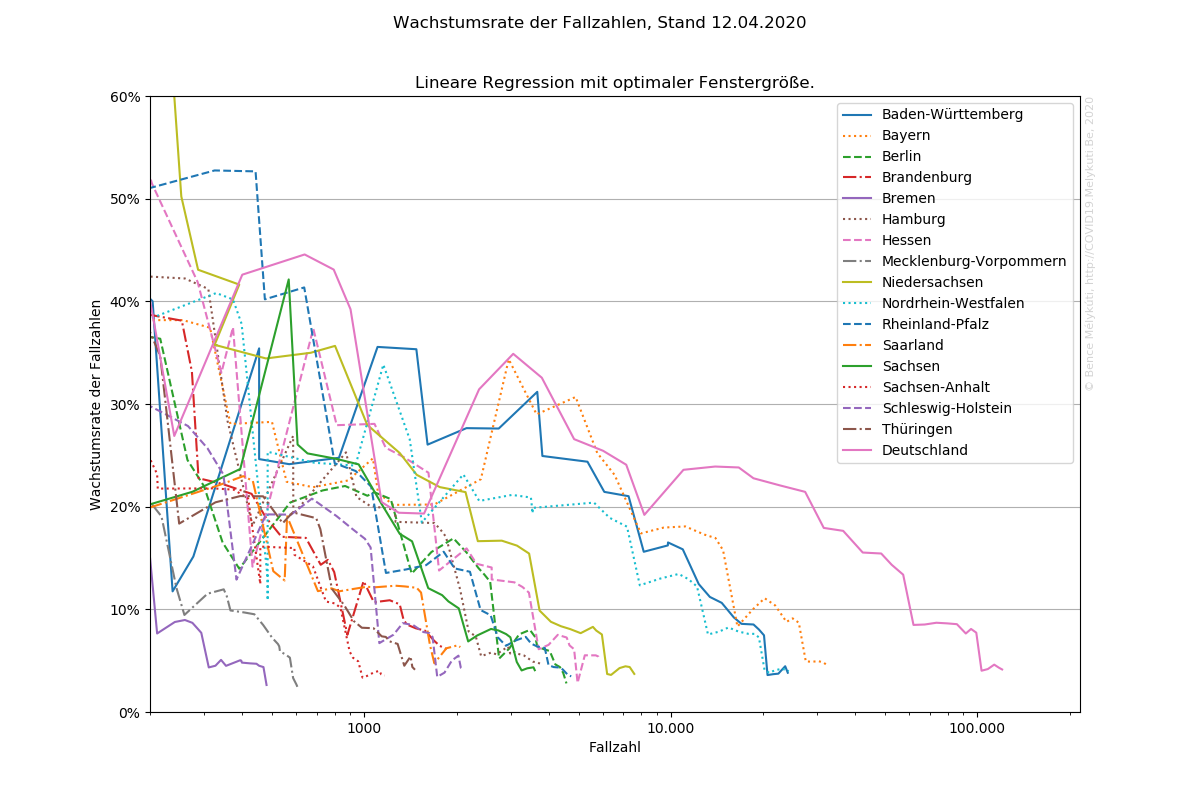 Wachstumsrate der Fallzahlen, Stand 12.04.2020
Lineare Regression mit optimaler Fenstergröße.
60%
50%
40%
30%
20%
10%
0%
Wachstumsrate der Fallzahlen
Baden-Württemberg
Bayern
Berlin
Brandenburg
Bremen
Hamburg
Hessen
Mecklenburg-Vorpommern
Niedersachsen
Nordrhein-Westfalen
Rheinland-Pfalz
Saarland
Sachsen
Sachsen-Anhalt
Schleswig-Holstein
Thüringen
Deutschland
© Bence Mélykúti, http://COVID19.Melykuti.Be, 2020
1000
10.000
100.000
Fallzahl